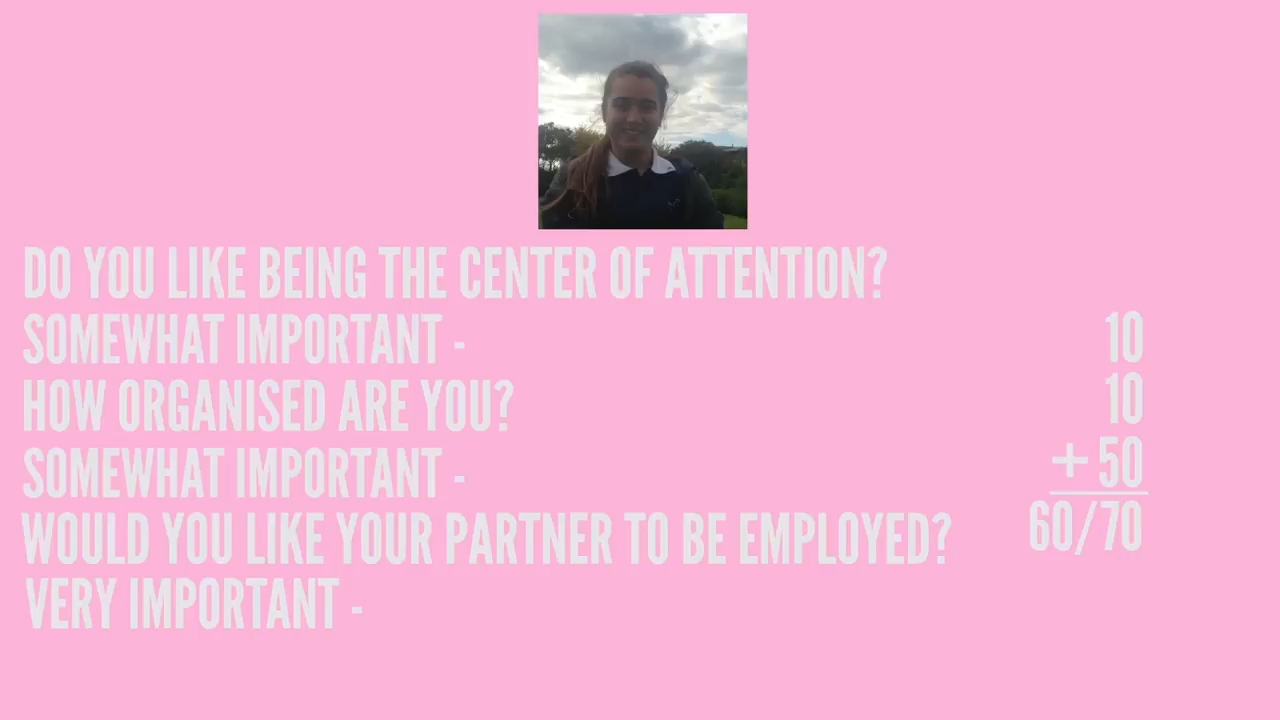 DO YOU LIKE BEING THE CENTER OF ATTENTION?
SOMEWHAT IMPORTANT -
HOW ORGANISED ARE YOU?
SOMEWHAT IMPORTANT -
WOULD YOU LIKE YOUR PARTNER TO BE EMPLOYED?
VERY IMPORTANT -
10
10
+ 50
60/70